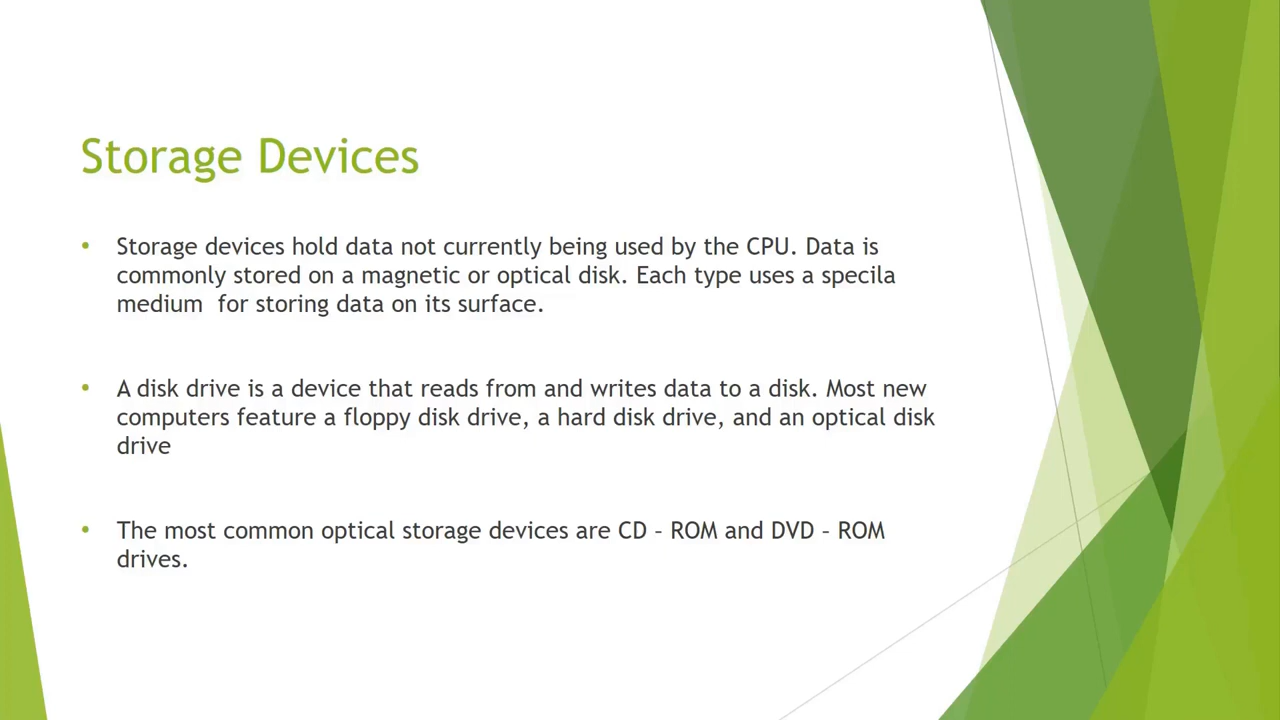 Storage Devices
• Storage devices hold data not currently being used by the CPU. Data is
commonly stored on a magnetic or optical disk. Each type uses a specila
medium  for storing data on its surface.
• A disk drive is a device that reads from and writes data to a disk. Most new
computers feature a floppy disk drive, a hard disk drive, and an optical disk
drive
• The most common optical storage devices are CD – ROM and DVD – ROM
drives.